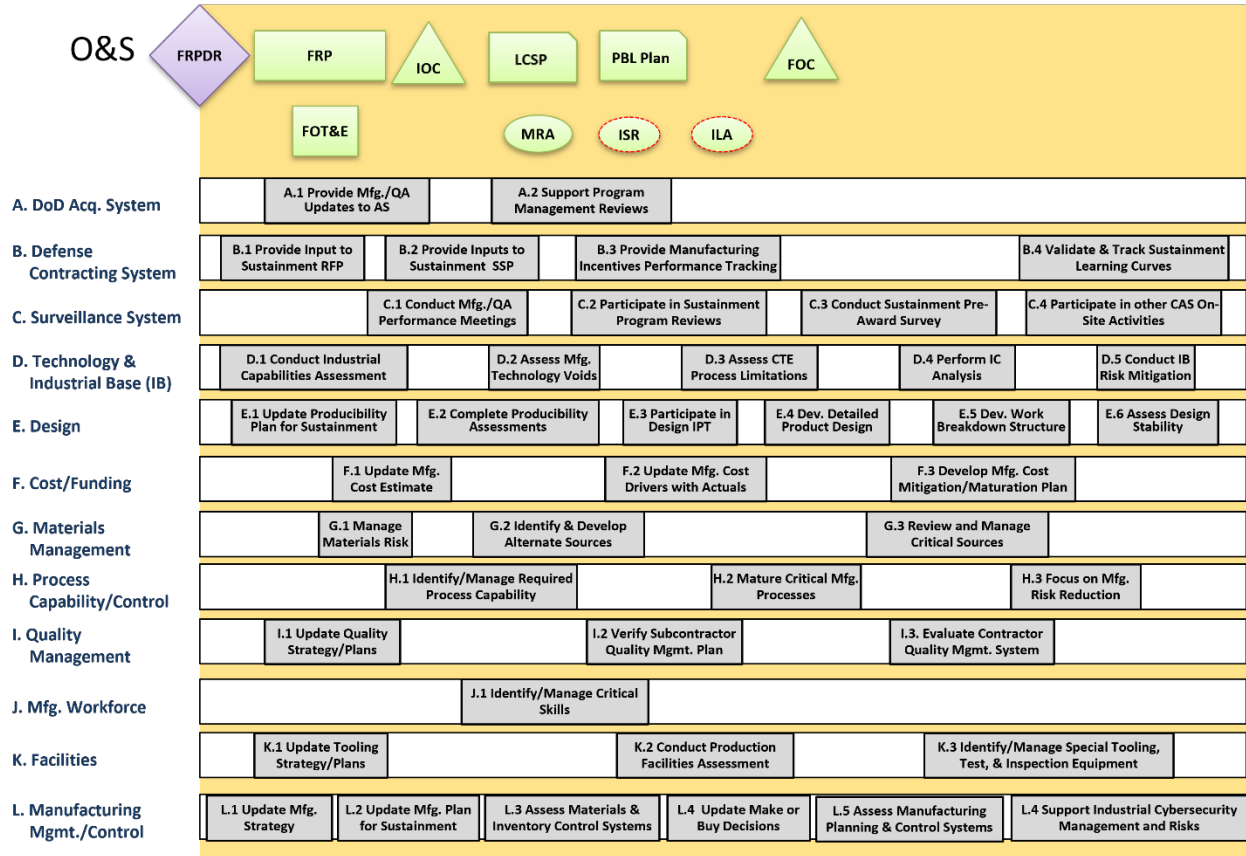 O&S
FRPDR
FRP
IOC
LCSP
PBL Plan
FOC
FOT&E
MRA
ISR
ILA
A. DoD Acq. System
A.1 Provide Mfg./QA
Updates to AS
A.2 Support Program
Management Reviews
B. Defense
Contracting System
B.1 Provide Input to
Sustainment RFP
B.2 Provide Inputs to
Sustainment SSP
B.3 Provide Manufacturing
Incentives Performance Tracking
B.4 Validate & Track Sustainment
Learning Curves
C. Surveillance System
C.1 Conduct Mfg./QA
Performance Meetings
C.2 Participate in Sustainment
Program Reviews
C.3 Conduct Sustainment Pre-
Award Survey
C.4 Participate in other CAS On-
Site Activities
D. Technology &
Industrial Base (IB)
D.1 Conduct Industrial
Capabilities Assessment
D.2 Assess Mfg.
Technology Voids
D.3 Assess CTE
Process Limitations
D.4 Perform IC
Analysis
D.5 Conduct IB
Risk Mitigation
E. Design
E.1 Update Producibility
Plan for Sustainment
E.2 Complete Producibility
Assessments
E.3 Participate in
Design IPT
E.4 Dev. Detailed
Product Design
E.5 Dev. Work
Breakdown Structure
E.6 Assess Design
Stability
F. Cost/Funding
F.1 Update Mfg.
Cost Estimate
F.2 Update Mfg. Cost
Drivers with Actuals
F.3 Develop Mfg. Cost
Mitigation/Maturation Plan
G. Materials
Management
G.1 Manage
Materials Risk
G.2 Identify & Develop
Alternate Sources
G.3 Review and Manage
Critical Sources
H. Process
Capability/Control
H.1 Identify/Manage Required
Process Capability
H.2 Mature Critical Mfg.
Processes
H.3 Focus on Mfg.
Risk Reduction
I. Quality
Management
I.1 Update Quality
Strategy/Plans
I.2 Verify Subcontractor
Quality Mgmt. Plan
I.3. Evaluate Contractor
Quality Mgmt. System
J. Mfg. Workforce
J.1 Identify/Manage Critical
Skills
K. Facilities
K.1 Update Tooling
Strategy/Plans
K.2 Conduct Production
Facilities Assessment
K.3 Identify/Manage Special Tooling,
Test, & Inspection Equipment
L. Manufacturing
Mgmt./Control
L.1 Update Mfg.
Strategy
L.2 Update Mfg. Plan
for Sustainment
L.3 Assess Materials &
Inventory Control Systems
L.4 Update Make or
Buy Decisions
L.5 Assess Manufacturing
Planning & Control Systems
L.4 Support Industrial Cybersecurity
Management and Risks